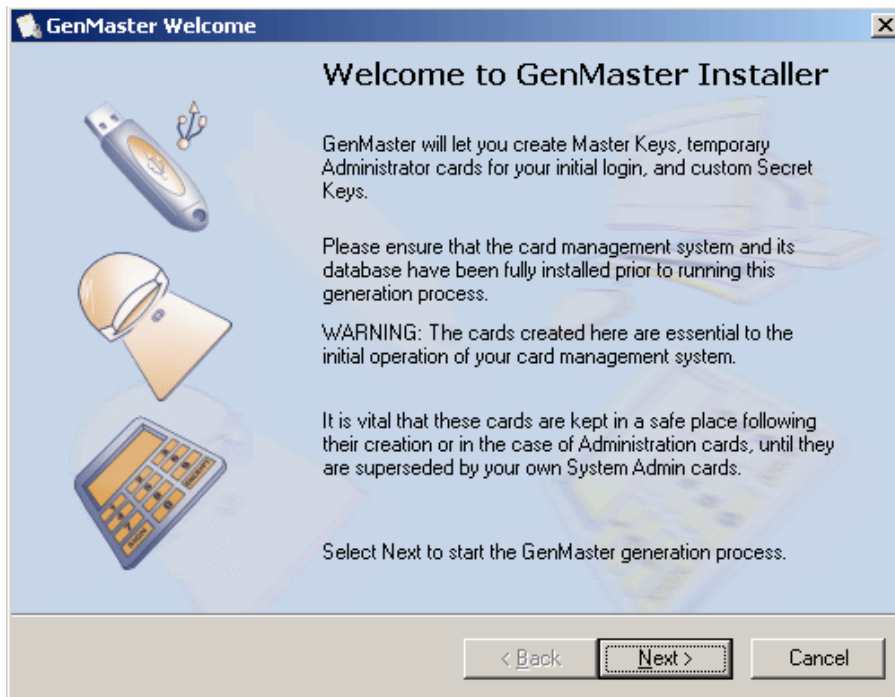 GenMaster Welcome
Welcome to GenMaster Installer
GenMaster will let you create Master Keys, temporary
Administrator cards for your initial login, and custom Secret
Keys.
Please ensure that the card management system and its
database have been fully installed prior to running this
generation process.
WARNING: The cards created here are essential to the
initial operation of your card management system.
It is vital that these cards are kept in a safe place following
their creation or in the case of Administration cards, until they
are superseded by your own System Admin cards.
Select Next to start the GenMaster generation process.
ENCRYPT
SIGN
< Back
Next >
Cancel